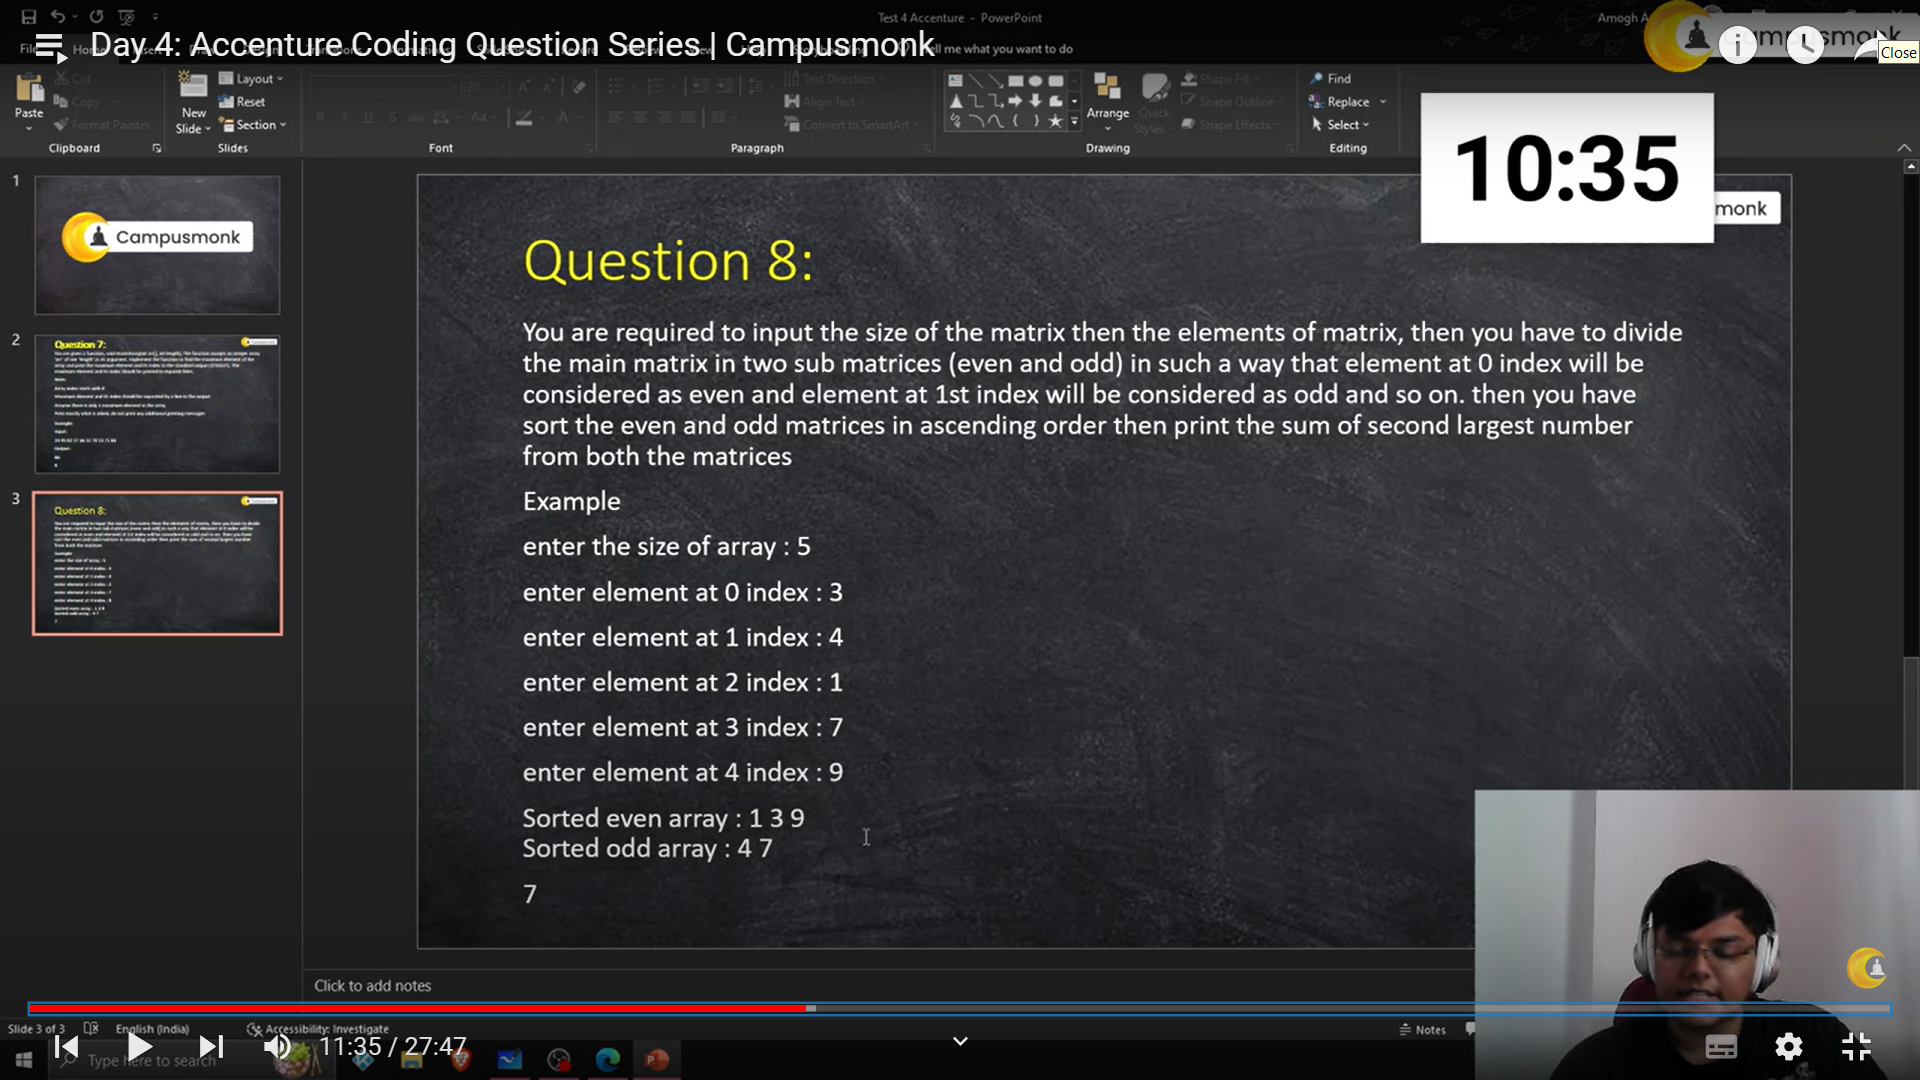 Test 4 Accenture - PowerPoint
Day 4: Accenture Coding Question Series | Campusmonk
tell me what you want to do
Close
Paste
Cut
Copy
Format Painter
Clipboard
New
Slide
Layout
Reset
Section
Slides
Font
Text Direction
Align Text
Convert to SmartArt
Paragraph
Arrange
Quick
Styles
Shape Fill
Shape Outline
Shape Effects
Drawing
Find
Replace
Select
Editing
10:35
monk
1
Campusmonk
2
Question 7:
3
Question 8:
Question 8:
You are required to input the size of the matrix then the elements of matrix, then you have to divide
the main matrix in two sub matrices (even and odd) in such a way that element at 0 index will be
considered as even and element at 1st index will be considered as odd and so on. then you have
sort the even and odd matrices in ascending order then print the sum of second largest number
from both the matrices
Example
enter the size of array : 5
enter element at 0 index : 3
enter element at 1 index : 4
enter element at 2 index : 1
enter element at 3 index : 7
enter element at 4 index : 9
Sorted even array : 1 3 9
Sorted odd array : 4 7
7
Click to add notes
Slide 3 of 3
English (India)
Accessibility: Investigate
Notes
11:35 / 27:47
Type here to search